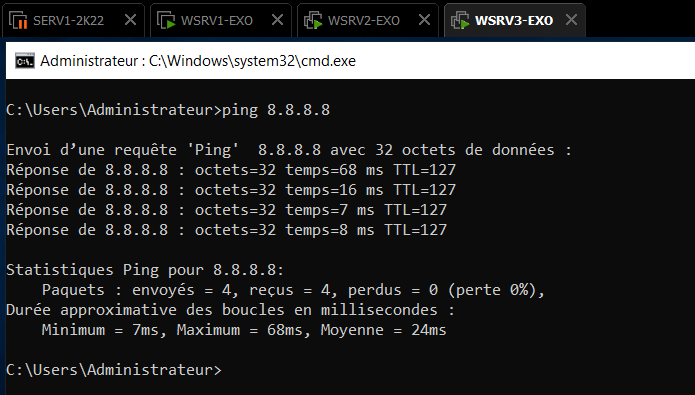 SERV1-2K22 WSRV1-EXO WSRV2-EXO WSRV3-EXO
Administrateur : C:\Windows\system32\cmd.exe
C:\Users\Administrateur>ping 8.8.8.8
Envoi d’une requête 'Ping'  8.8.8.8 avec 32 octets de données :
Réponse de 8.8.8.8 : octets=32 temps=68 ms TTL=127
Réponse de 8.8.8.8 : octets=32 temps=16 ms TTL=127
Réponse de 8.8.8.8 : octets=32 temps=7 ms TTL=127
Réponse de 8.8.8.8 : octets=32 temps=8 ms TTL=127
Statistiques Ping pour 8.8.8.8:
    Paquets : envoyés = 4, reçus = 4, perdus = 0 (perte 0%),
Durée approximative des boucles en millisecondes :
    Minimum = 7ms, Maximum = 68ms, Moyenne = 24ms
C:\Users\Administrateur>